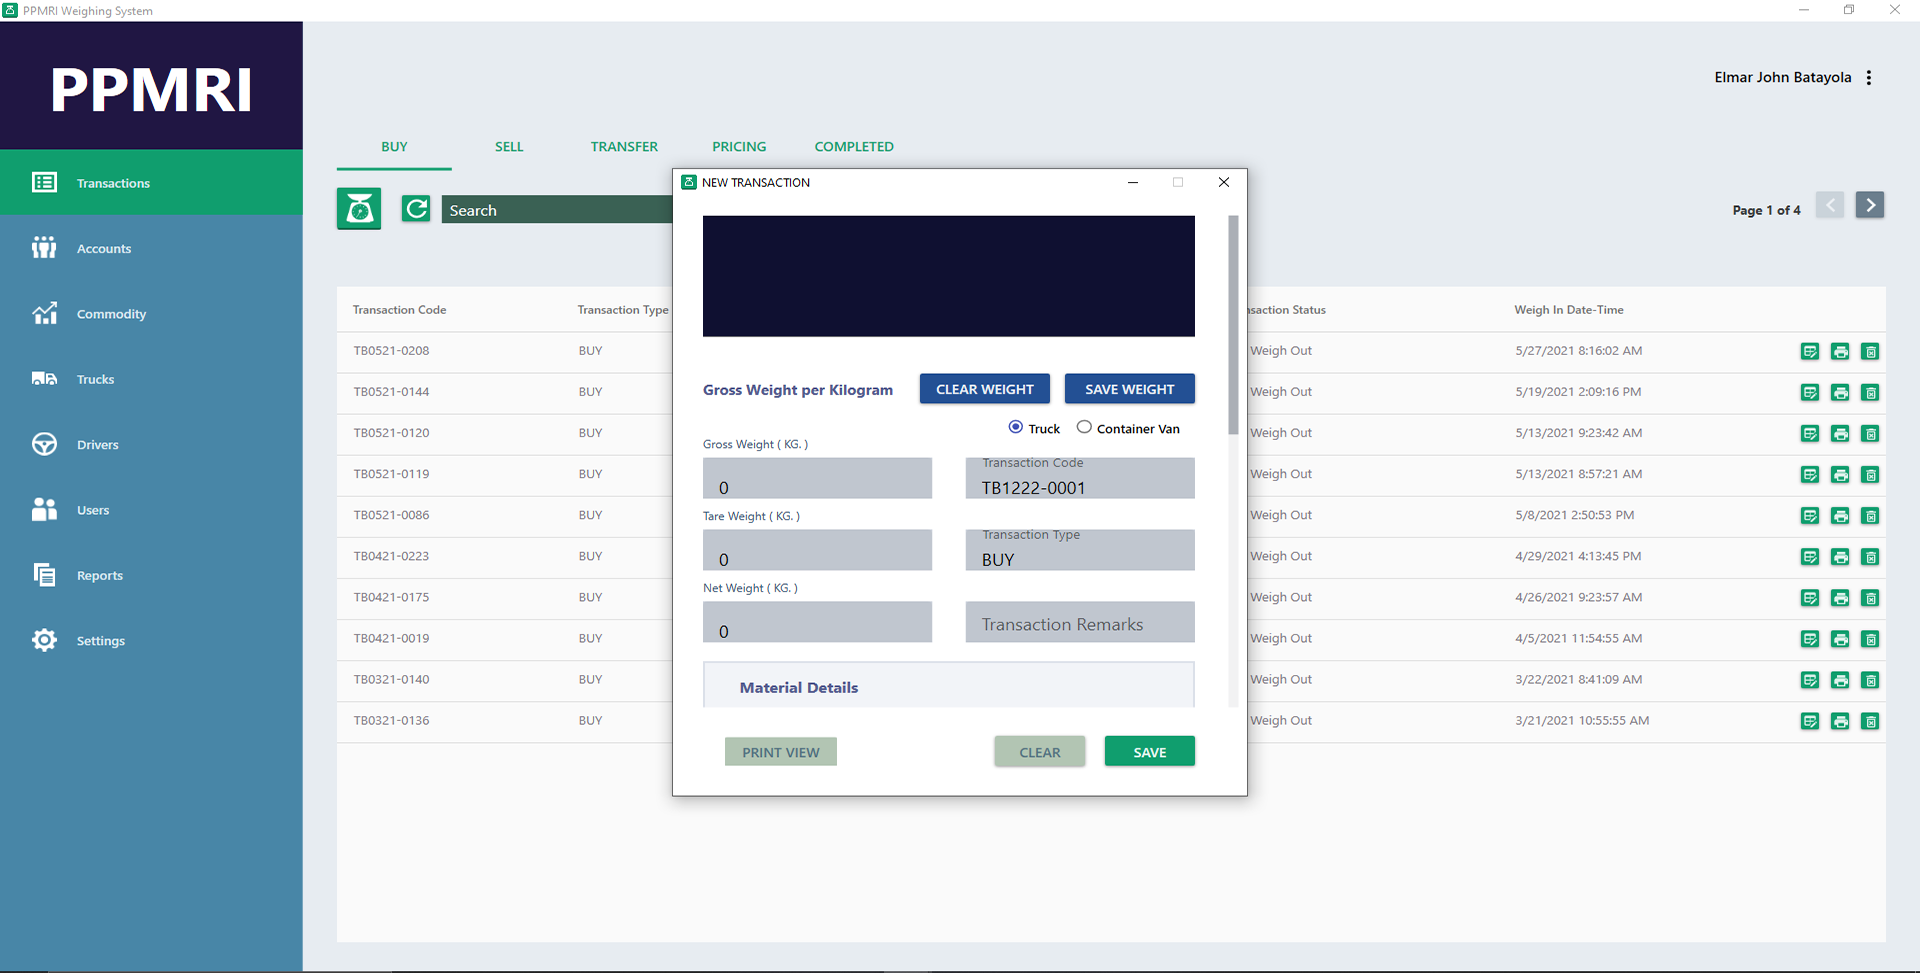 PPMRI Weighing System
PPMRI
Elmar John Batayola
Transactions
Accounts
Commodity
Trucks
Drivers
Users
Reports
Settings
BUY SELL TRANSFER PRICING COMPLETED
Search
Page 1 of 4
Transaction Code Transaction Type nsaction Status Weigh In Date-Time
TB0521-0208 BUY Weigh Out 5/27/2021 8:16:02 AM
TB0521-0144 BUY Weigh Out 5/19/2021 2:09:16 PM
TB0521-0120 BUY Weigh Out 5/13/2021 9:23:42 AM
TB0521-0119 BUY Weigh Out 5/13/2021 8:57:21 AM
TB0521-0086 BUY Weigh Out 5/8/2021 2:50:53 PM
TB0421-0223 BUY Weigh Out 4/29/2021 4:13:45 PM
TB0421-0175 BUY Weigh Out 4/26/2021 9:23:57 AM
TB0421-0019 BUY Weigh Out 4/5/2021 11:54:55 AM
TB0321-0140 BUY Weigh Out 3/22/2021 8:41:09 AM
TB0321-0136 BUY Weigh Out 3/21/2021 10:55:55 AM
NEW TRANSACTION
Gross Weight per Kilogram CLEAR WEIGHT SAVE WEIGHT
Truck Container Van
Gross Weight ( KG. )
0
Transaction Code
TB1222-0001
Tare Weight ( KG. )
0
Transaction Type
BUY
Net Weight ( KG. )
0
Transaction Remarks
Material Details
PRINT VIEW CLEAR SAVE